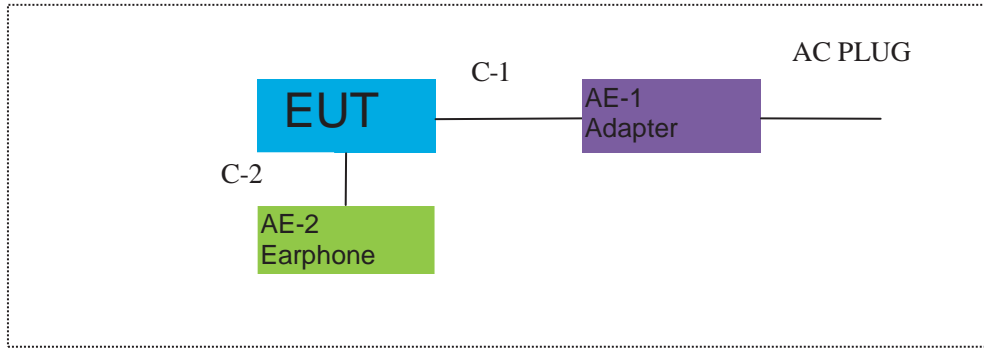 AC PLUG
C-1
EUT
AE-1
Adapter
C-2
AE-2
Earphone